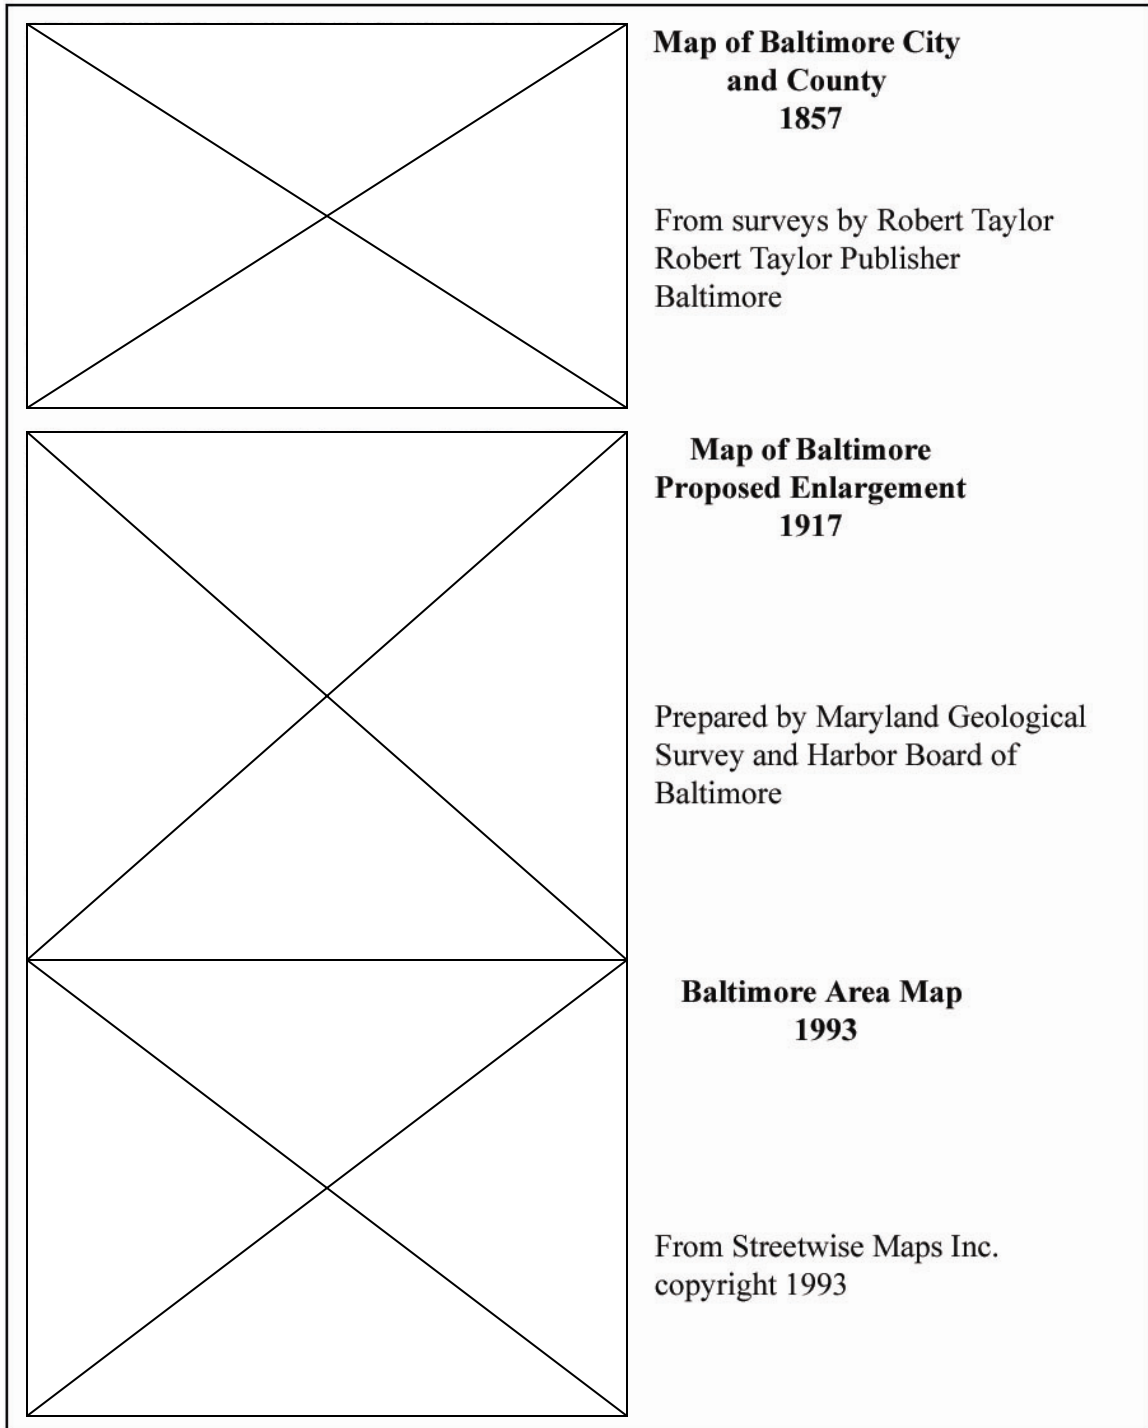 Map of Baltimore City
and County
1857
From surveys by Robert Taylor
Robert Taylor Publisher
Baltimore
Map of Baltimore
Proposed Enlargement
1917
Prepared by Maryland Geological
Survey and Harbor Board of
Baltimore
Baltimore Area Map
1993
From Streetwise Maps Inc.
copyright 1993